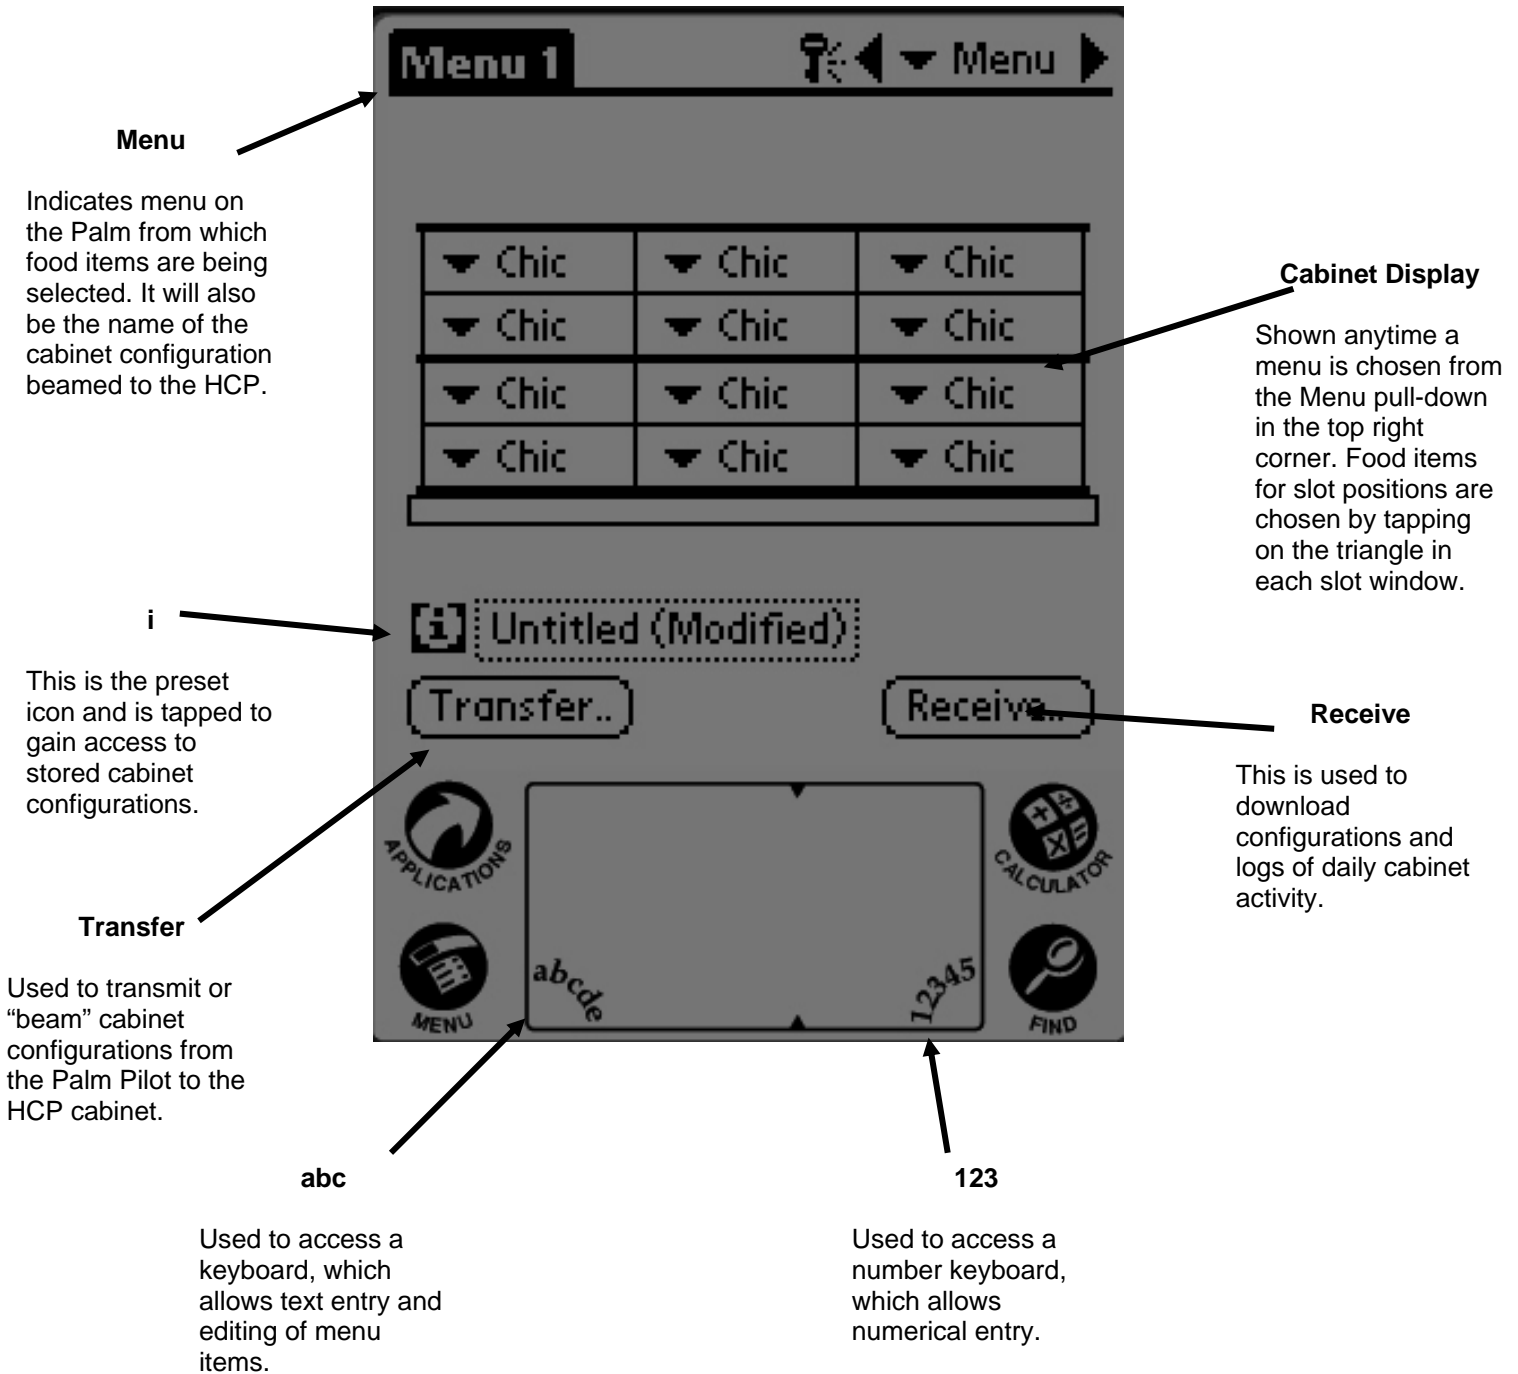 Menu 1
Menu
Menu
Indicates menu on
the Palm from which
food items are being
selected. It will also
be the name of the
cabinet configuration
beamed to the HCP.
Chic Chic Chic
Chic Chic Chic
Chic Chic Chic
Chic Chic Chic
Cabinet Display
Shown anytime a
menu is chosen from
the Menu pull-down
in the top right
corner. Food items
for slot positions are
chosen by tapping
on the triangle in
each slot window.
i
This is the preset
icon and is tapped to
gain access to
stored cabinet
configurations.
i Untitled (Modified)
Transfer..
Receive..
Receive
This is used to
download
configurations and
logs of daily cabinet
activity.
Transfer
Used to transmit or
“beam” cabinet
configurations from
the Palm Pilot to the
HCP cabinet.
APPLICATIONS
CALCULATOR
MENU
abcde
12345
FIND
abc
Used to access a
keyboard, which
allows text entry and
editing of menu
items.
123
Used to access a
number keyboard,
which allows
numerical entry.